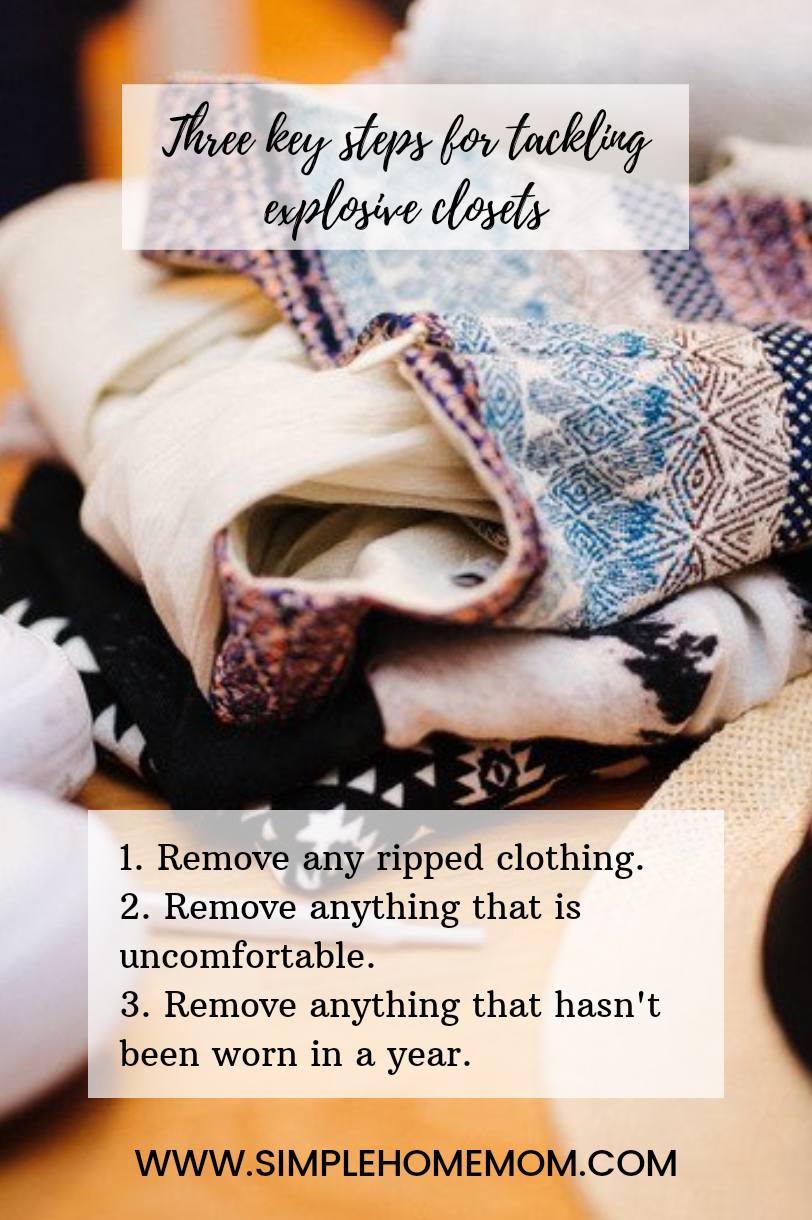 Three key steps for tackling
explosive closets
1. Remove any ripped clothing.
2. Remove anything that is
uncomfortable.
3. Remove anything that hasn't
been worn in a year.
WWW.SIMPLEHOMEMOM.COM